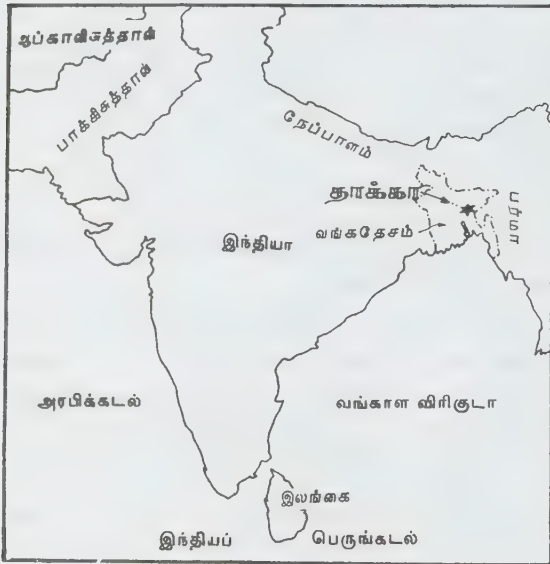 ஆப்கானிசுத்தான்
பாக்கிசுத்தான்
நேப்பாளம்
தாக்கா
பர்மா
இந்தியா
வங்கதேசம்
அரபிக்கடல்
வங்காள விரிகுடா
இலங்கை
இந்தியப் பெருங்கடல்